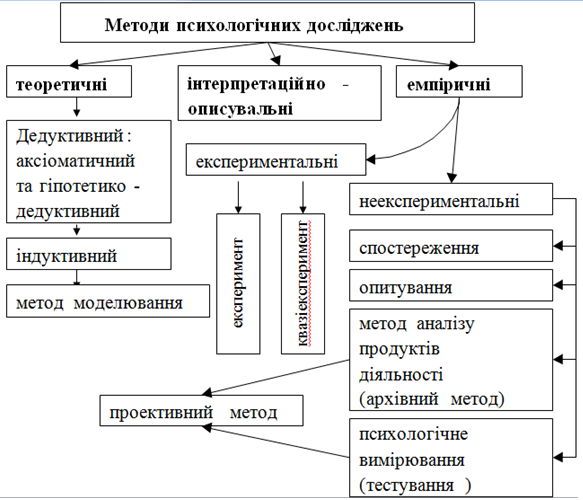 Методи психологічних досліджень
теоретичні
інтерпретаційно -
описувальні
емпіричні
Дедуктивний :
аксіоматичний
та гіпотетико -
дедуктивний
індуктивний
метод моделювання
експериментальні
експеримент
квазіексперимент
неекспериментальні
спостереження
опитування
метод аналізу
продуктів
діяльності
(архівний метод)
проективний метод
психологічне
вимірювання
(тестування )